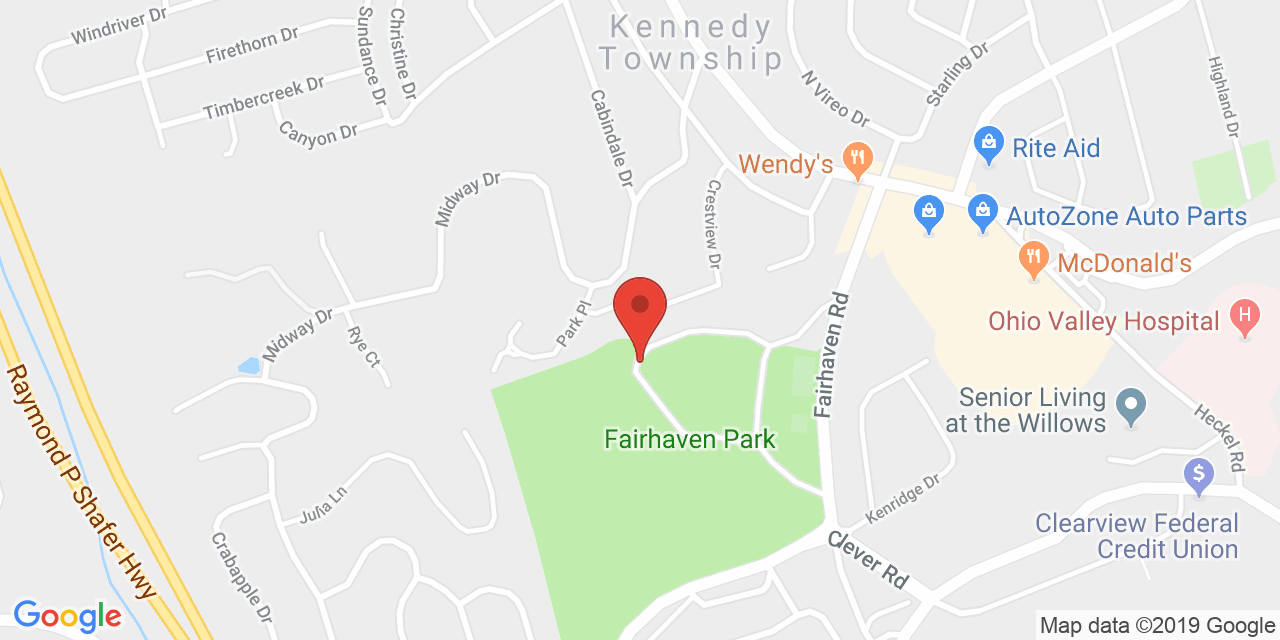 Windriver Dr
Firethorn Dr
Sundance Dr
Christine Dr
Timbercreek Dr
Canyon Dr
Kennedy
Township
Cabindale Dr
N Vireo Dr
Starling Dr
Highland Dr
Rite Aid
Wendy's
Midway Dr
Crestview Dr
AutoZone Auto Parts
McDonald's
Midway Dr
Rye Ct
Park Pl
Fairhaven Rd
Ohio Valley Hospital
H
Raymond P Shafer Hwy
Senior Living
at the Willows
Heckel Rd
Fairhaven Park
$
Julia Ln
Kenridge Dr
Clearview Federal
Credit Union
Crabapple Dr
Clever Rd
Google
Map data ©2019 Google